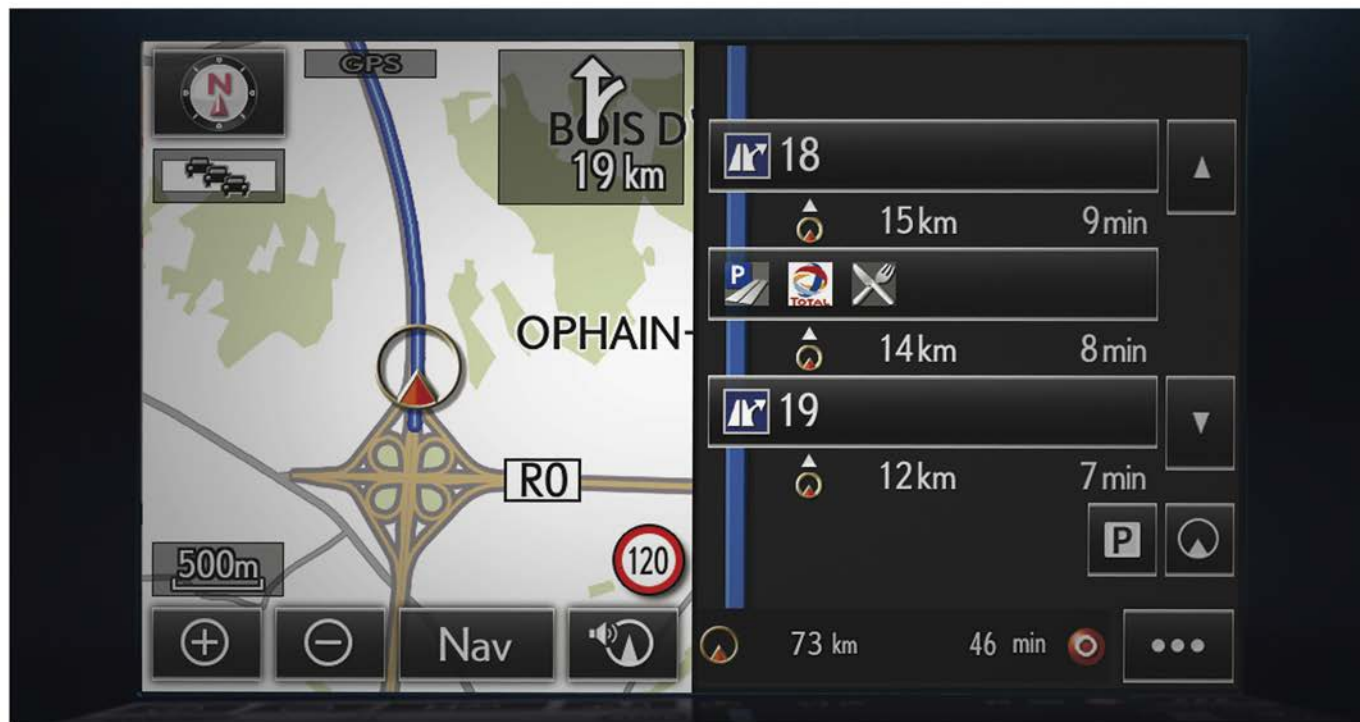 N
GPS
BOIS D'
19 km
OPHAIN-
R0
500m
120
Nav
18
15 km 9 min
P TOTAL
14 km 8 min
19
12 km 7 min
P
73 km 46 min